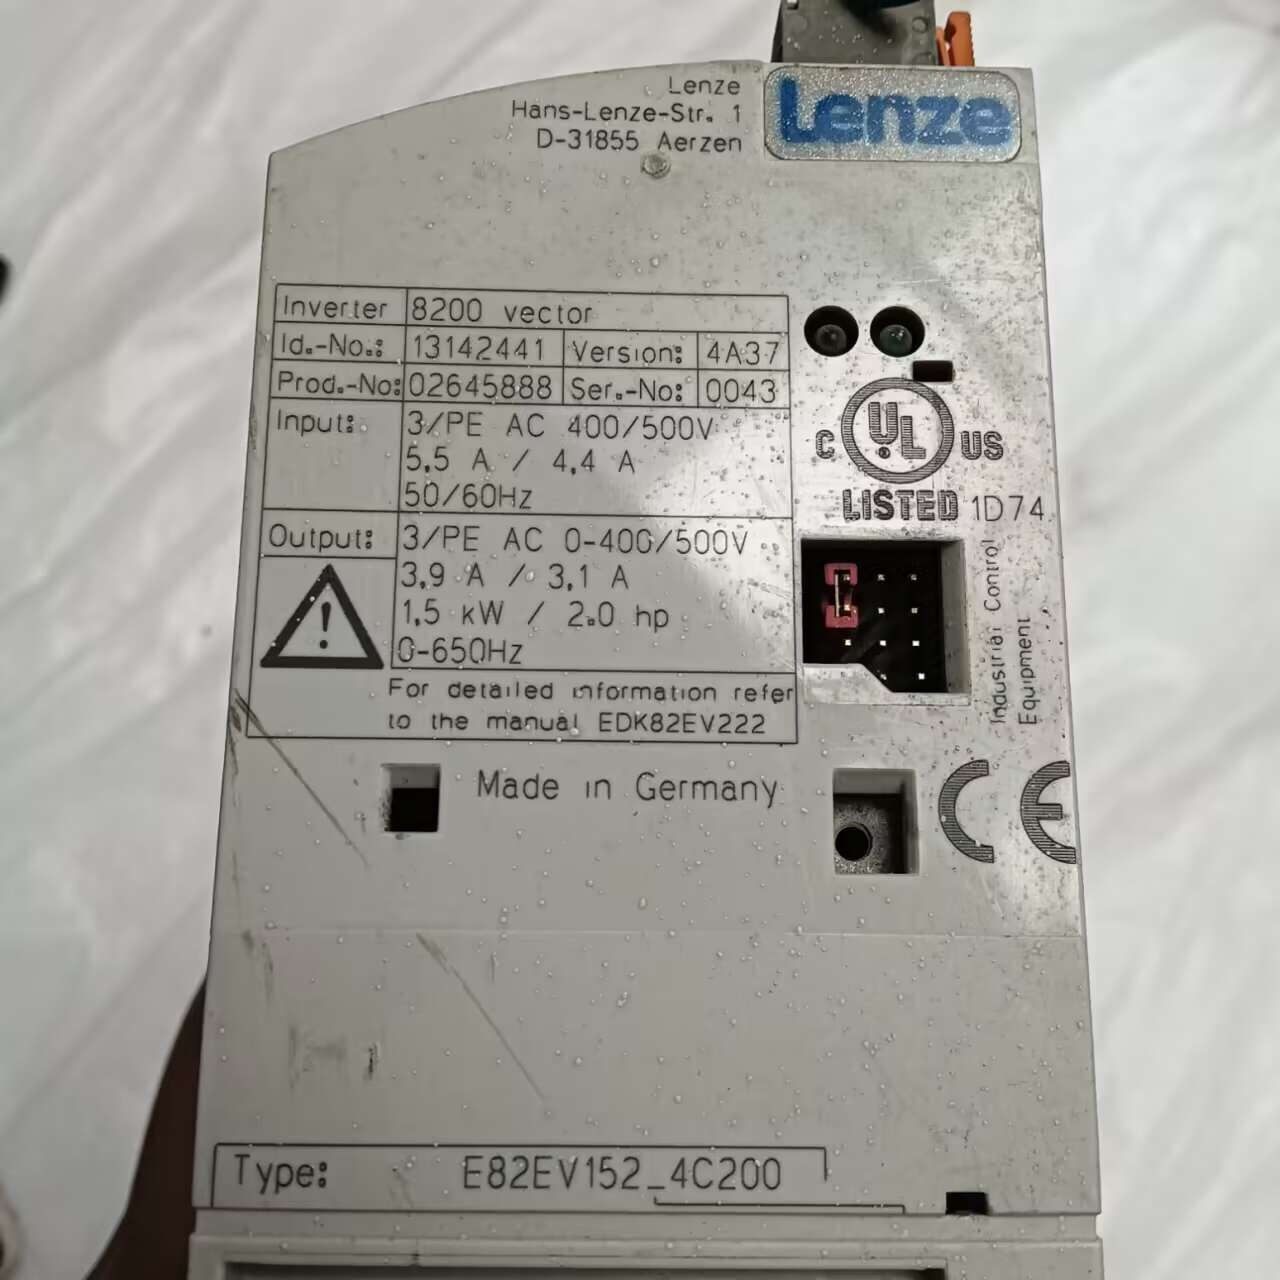 Lenze
Hans-Lenze-Str. 1
D-31855 Aerzen
Lenze
Inverter 8200 vector
Id.-No.: 13142441 Version: 4A37
Prod.-No: 02645888 Ser.-No: 0043
Input: 3/PE AC 400/500V
5,5 A / 4,4 A
50/60Hz
Output: 3/PE AC 0-400/500V
3,9 A / 3,1 A
1,5 kW / 2.0 hp
0-650Hz
For detailed information refer
to the manual EDK82EV222
C UL US
LISTED 1D74
Industrial Control
Equipment
Made in Germany
CE
Type: E82EV152_4C200